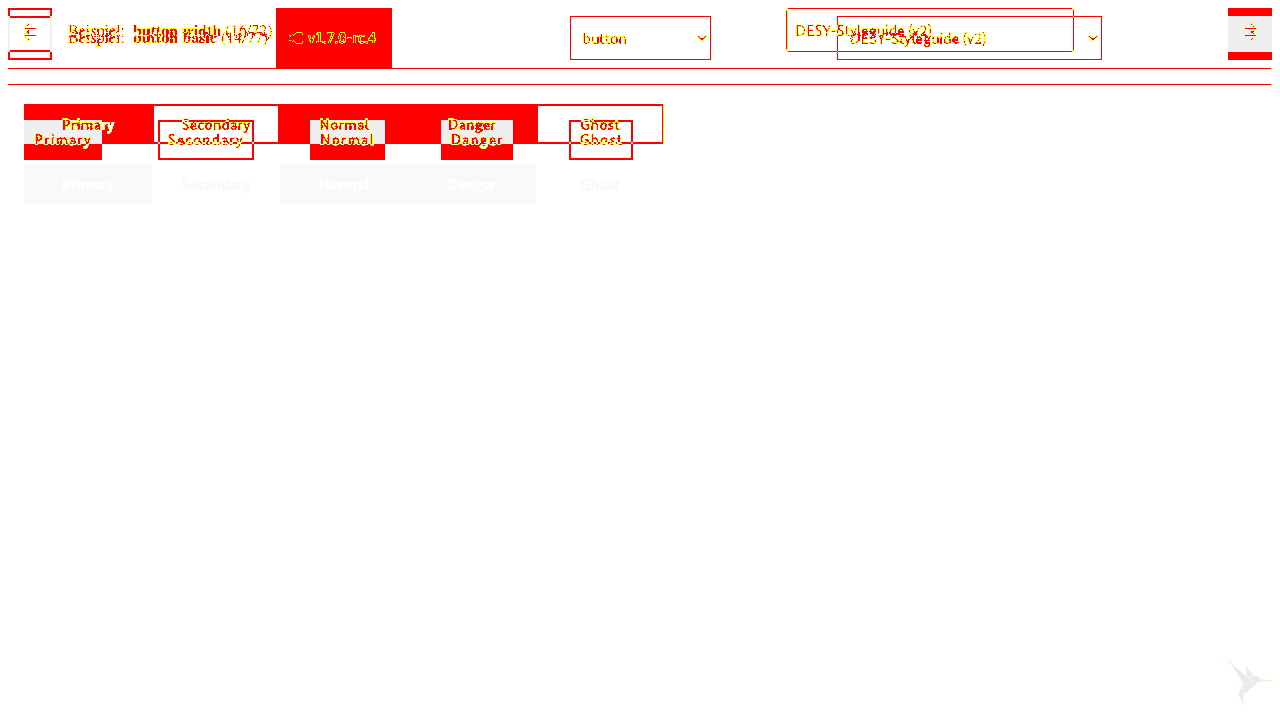 Beispiel: button width (16/72)
Beispiel: button basic (14/77)
v1.7.0-rc.4
button
DESY-Styleguide (v2)
DESY-Styleguide (v2)
Primary Secondary Normal Danger Ghost
Primary Secondary Normal Danger Ghost
Primary Secondary Normal Danger Ghost